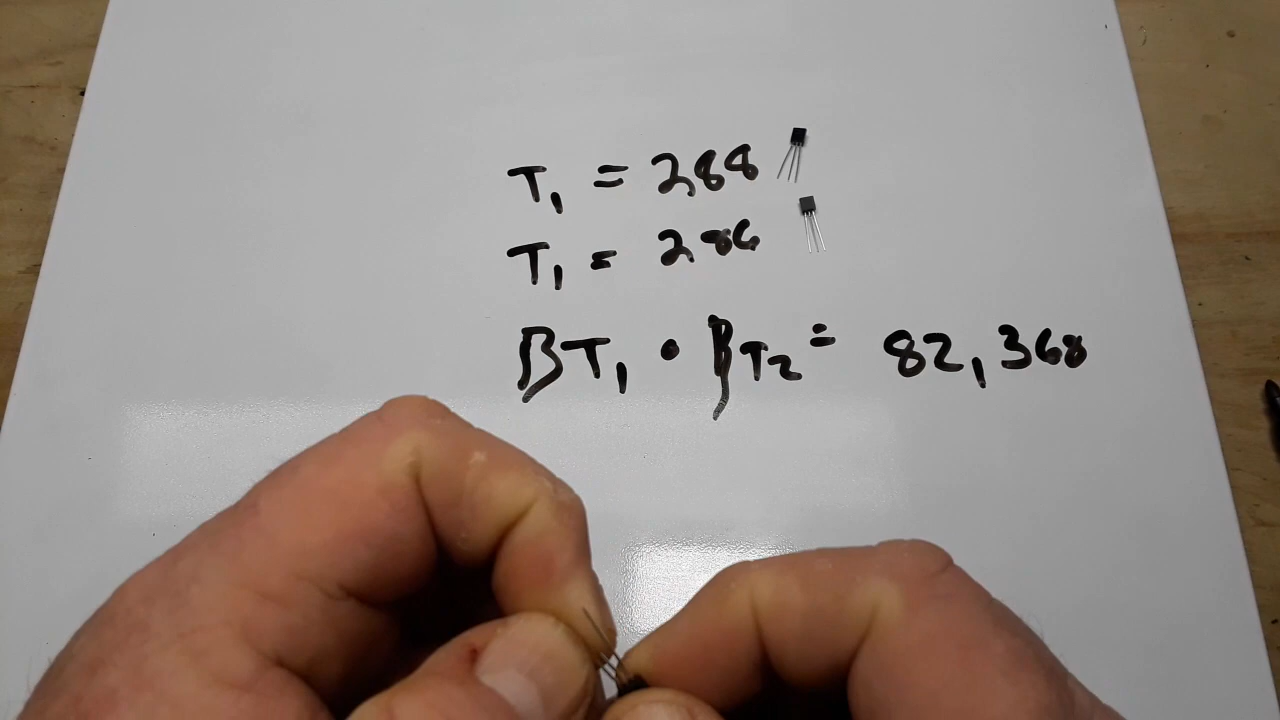 T₁ = 288
T₁ = 286
βT₁ • βT₂ = 82,368